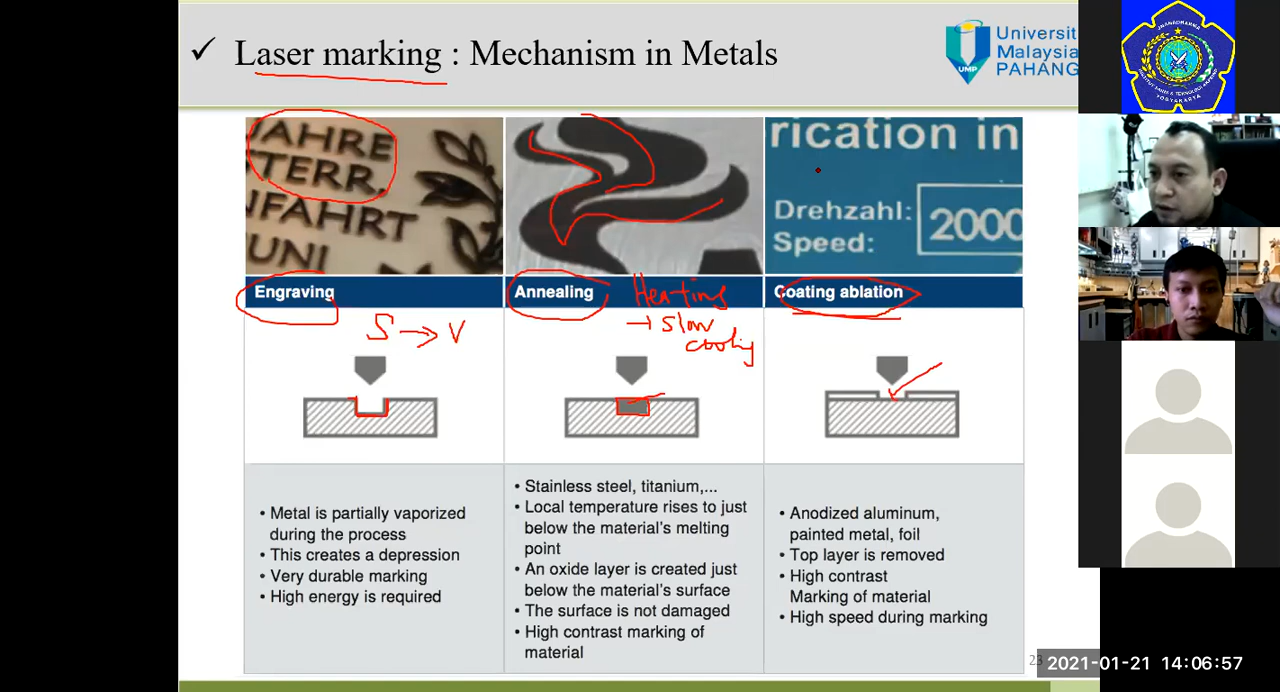 ✓ Laser marking : Mechanism in Metals
Universiti
Malaysia
PAHANG
UMP
JAHRE
TERR.
NFAHRT
UNI
rication in
Drehzahl:
Speed:
2000
Engraving
Annealing
Coating ablation
Heating
→ slow
cooling
S → V
• Metal is partially vaporized
during the process
• This creates a depression
• Very durable marking
• High energy is required
• Stainless steel, titanium,...
• Local temperature rises to just
below the material's melting
point
• An oxide layer is created just
below the material's surface
• The surface is not damaged
• High contrast marking of
material
• Anodized aluminum,
painted metal, foil
• Top layer is removed
• High contrast
Marking of material
• High speed during marking
23
2021-01-21 14:06:57
YOGYAKARTA